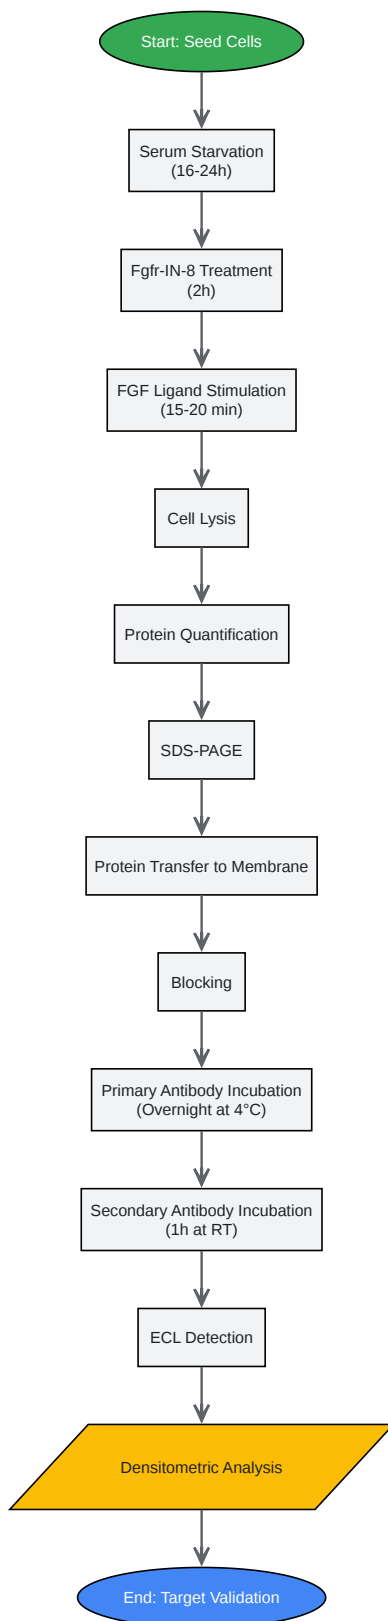 Start: Seed Cells
Serum Starvation
(16-24h)
Fgfr-IN-8 Treatment
(2h)
FGF Ligand Stimulation
(15-20 min)
Cell Lysis
Protein Quantification
SDS-PAGE
Protein Transfer to Membrane
Blocking
Primary Antibody Incubation
(Overnight at 4°C)
Secondary Antibody Incubation
(1h at RT)
ECL Detection
Densitometric Analysis
End: Target Validation